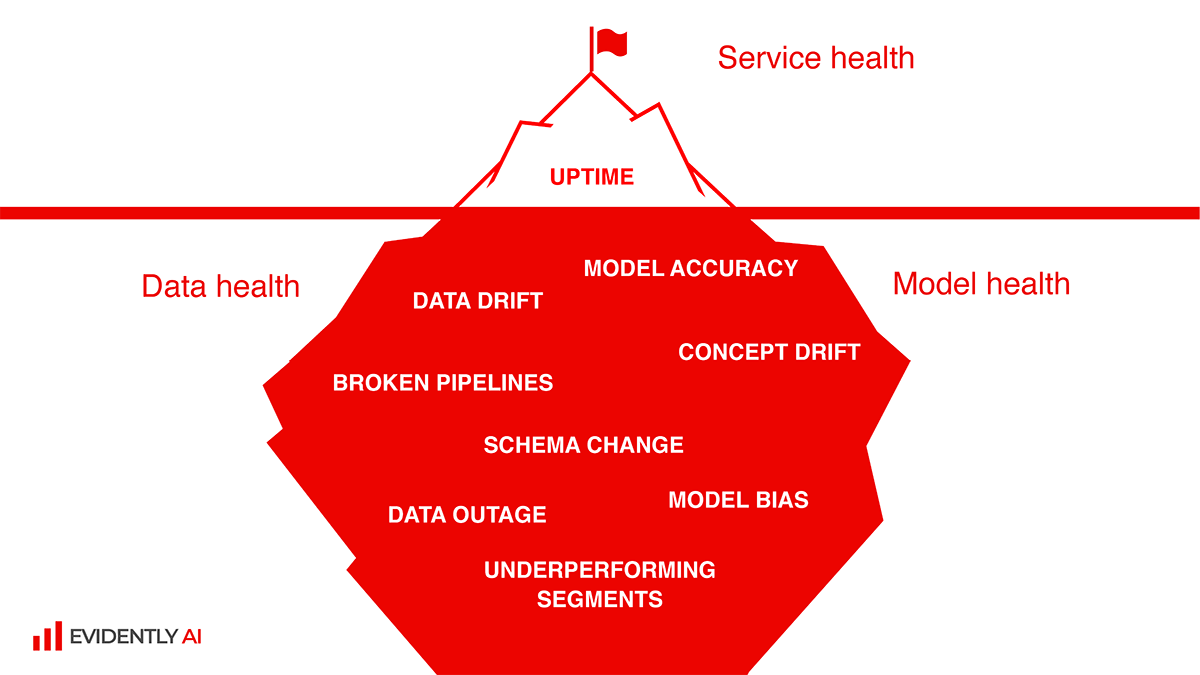 Service health
UPTIME
Data health
MODEL ACCURACY
Model health
DATA DRIFT
CONCEPT DRIFT
BROKEN PIPELINES
SCHEMA CHANGE
MODEL BIAS
DATA OUTAGE
UNDERPERFORMING
SEGMENTS
EVIDENTLY AI